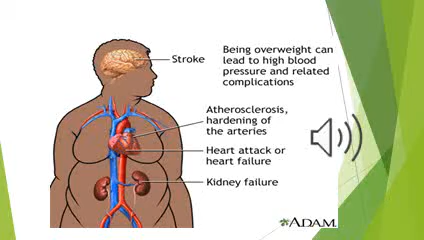 Stroke
Being overweight can
lead to high blood
pressure and related
complications
Atherosclerosis,
hardening of
the arteries
Heart attack or
heart failure
Kidney failure
ADAM.